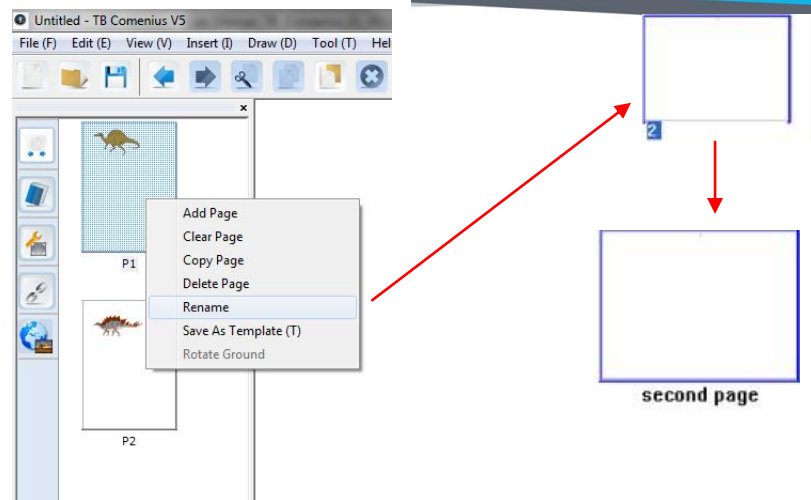 Untitled - TB Comenius V5
File (F) Edit (E) View (V) Insert (I) Draw (D) Tool (T) Hel
x
Add Page
Clear Page
Copy Page
Delete Page
Rename
Save As Template (T)
Rotate Ground
P1
P2
2
second page